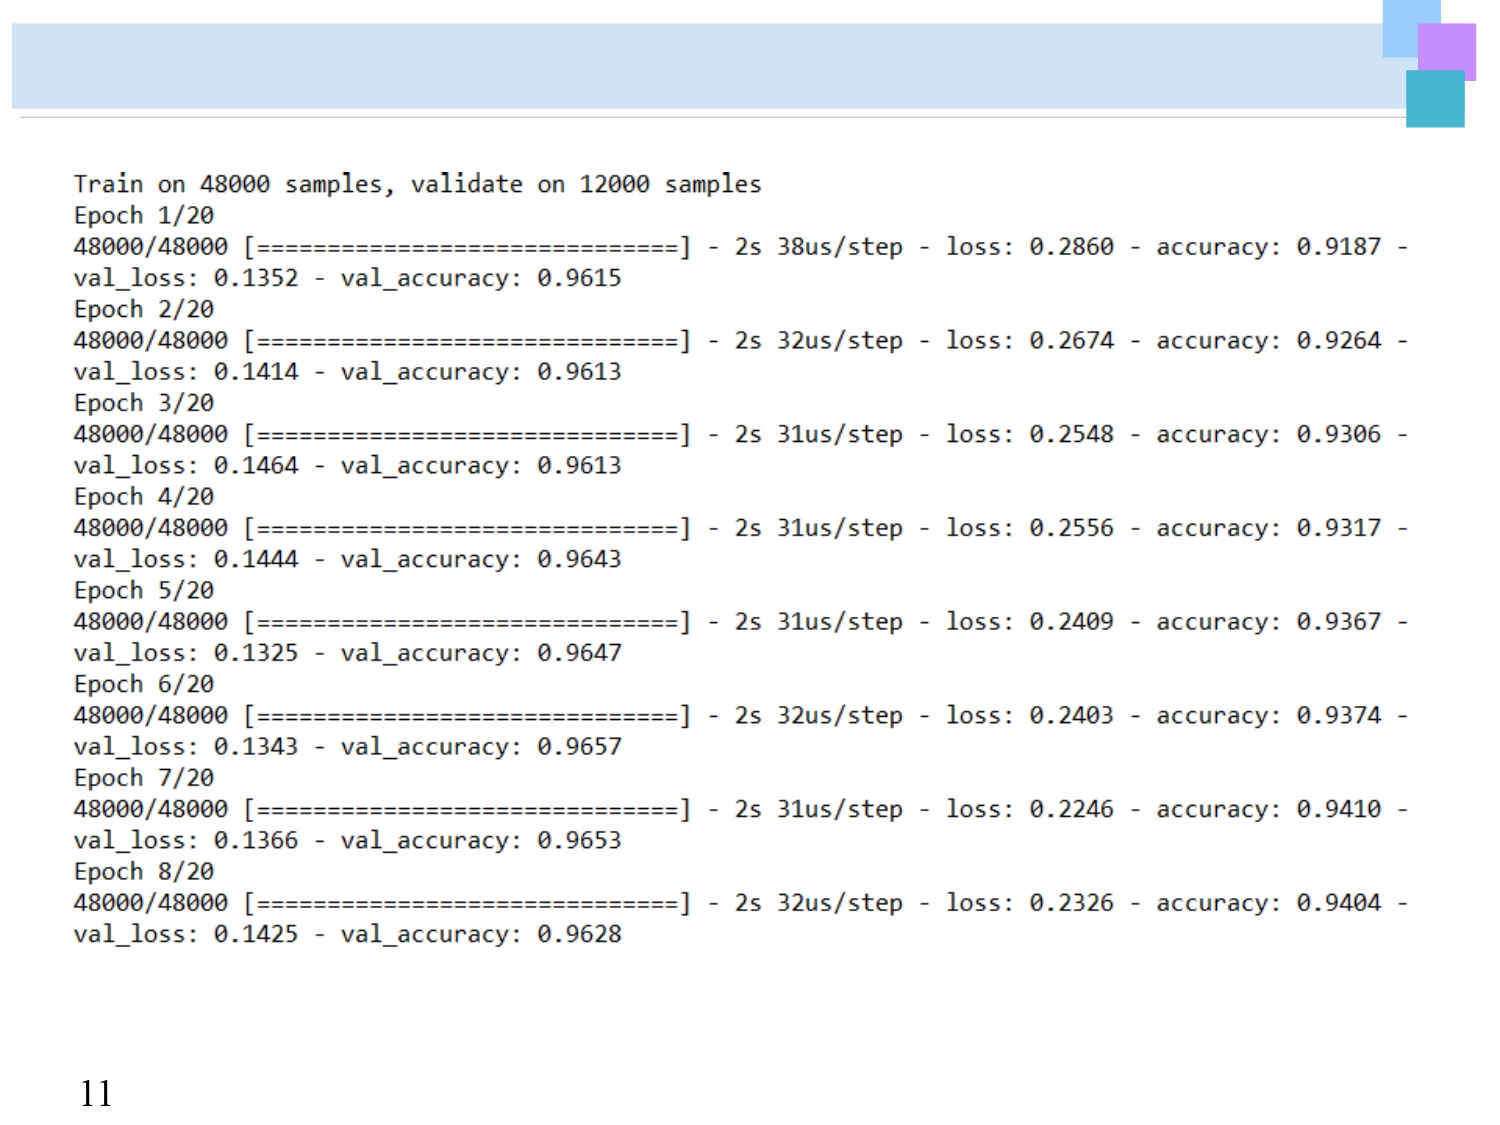 Train on 48000 samples, validate on 12000 samples
Epoch 1/20
48000/48000 [==============================] - 2s 38us/step - loss: 0.2860 - accuracy: 0.9187 -
val_loss: 0.1352 - val_accuracy: 0.9615
Epoch 2/20
48000/48000 [==============================] - 2s 32us/step - loss: 0.2674 - accuracy: 0.9264 -
val_loss: 0.1414 - val_accuracy: 0.9613
Epoch 3/20
48000/48000 [==============================] - 2s 31us/step - loss: 0.2548 - accuracy: 0.9306 -
val_loss: 0.1464 - val_accuracy: 0.9613
Epoch 4/20
48000/48000 [==============================] - 2s 31us/step - loss: 0.2556 - accuracy: 0.9317 -
val_loss: 0.1444 - val_accuracy: 0.9643
Epoch 5/20
48000/48000 [==============================] - 2s 31us/step - loss: 0.2409 - accuracy: 0.9367 -
val_loss: 0.1325 - val_accuracy: 0.9647
Epoch 6/20
48000/48000 [==============================] - 2s 32us/step - loss: 0.2403 - accuracy: 0.9374 -
val_loss: 0.1343 - val_accuracy: 0.9657
Epoch 7/20
48000/48000 [==============================] - 2s 31us/step - loss: 0.2246 - accuracy: 0.9410 -
val_loss: 0.1366 - val_accuracy: 0.9653
Epoch 8/20
48000/48000 [==============================] - 2s 32us/step - loss: 0.2326 - accuracy: 0.9404 -
val_loss: 0.1425 - val_accuracy: 0.9628
11